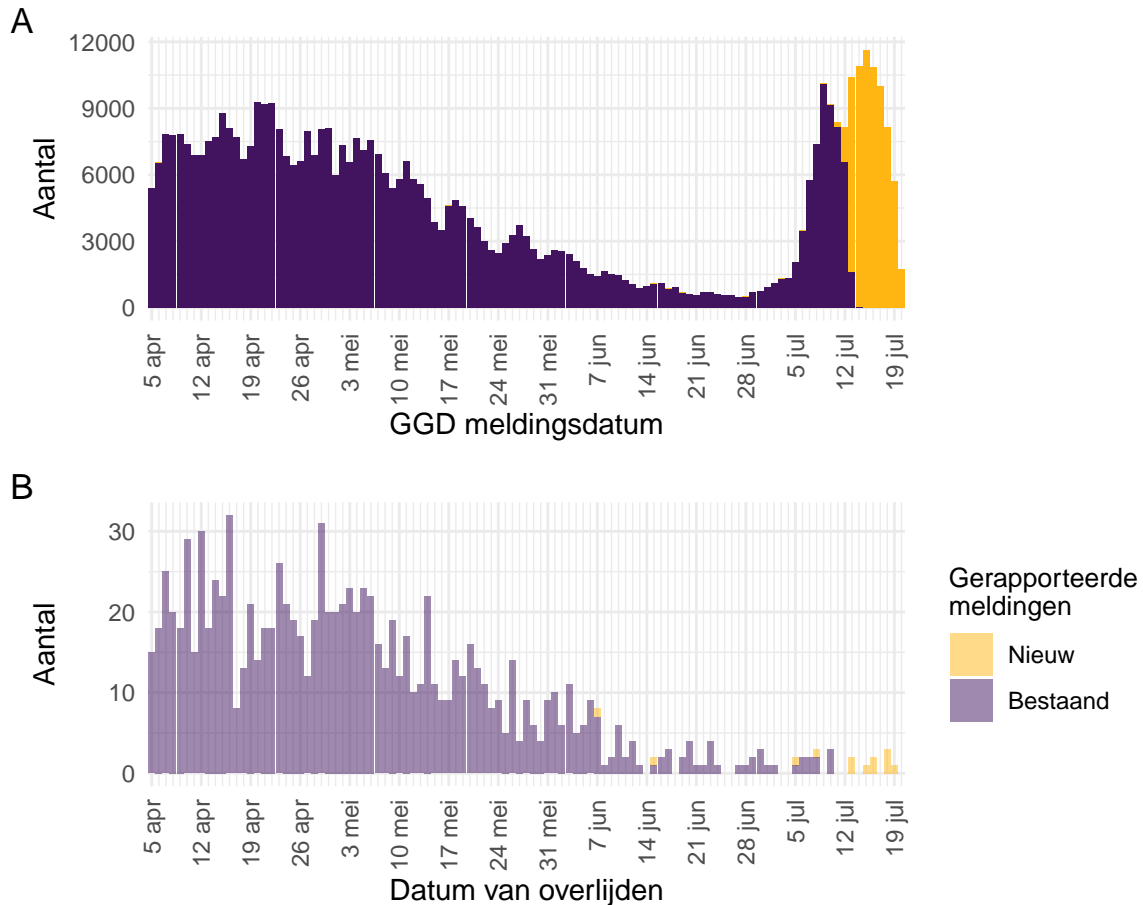 A
12000
9000
6000
3000
0
Aantal
5 apr
12 apr
19 apr
26 apr
3 mei
10 mei
17 mei
24 mei
31 mei
7 jun
14 jun
21 jun
28 jun
5 jul
12 jul
19 jul
GGD meldingsdatum
B
30
20
10
0
Aantal
5 apr
12 apr
19 apr
26 apr
3 mei
10 mei
17 mei
24 mei
31 mei
7 jun
14 jun
21 jun
28 jun
5 jul
12 jul
19 jul
Datum van overlijden
Gerapporteerde
meldingen
Nieuw
Bestaand